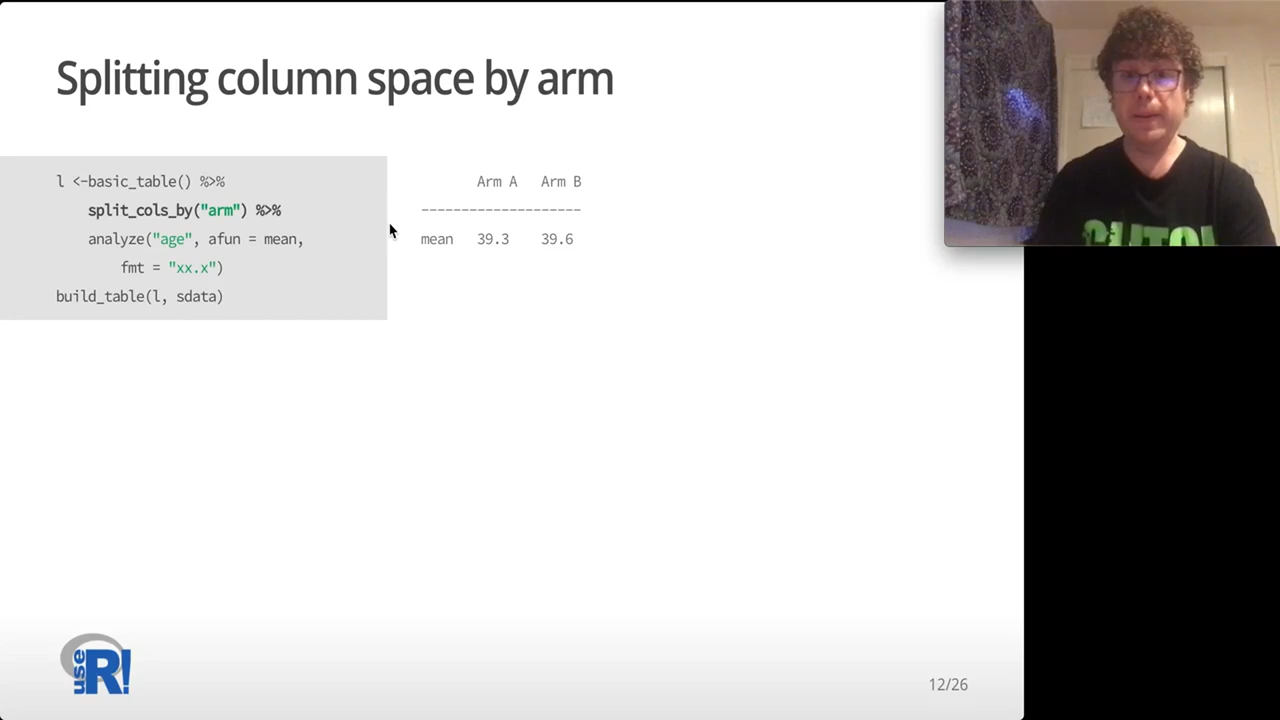 Splitting column space by arm
l <-basic_table() %>%
split_cols_by("arm") %>%
analyze("age", afun = mean,
fmt = "xx.x")
build_table(l, sdata)
Arm A Arm B
--------------------
mean 39.3 39.6
use R!
12/26